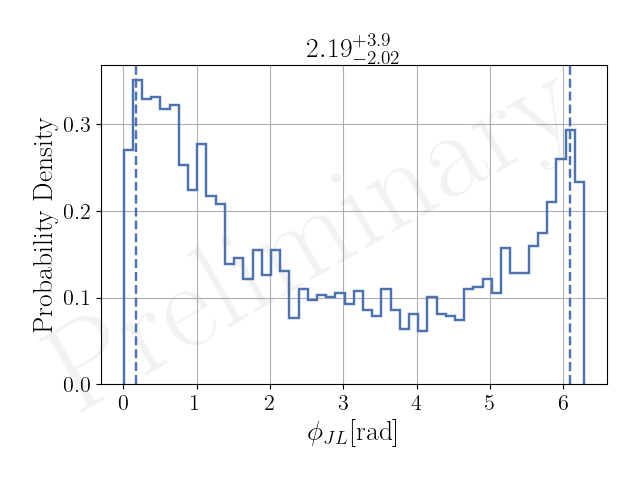 2.19^{+3.9}_{-2.02}
Probability Density
0.3
0.2
0.1
0.0
0 1 2 3 4 5 6
ϕ_{JL}[rad]
Preliminary